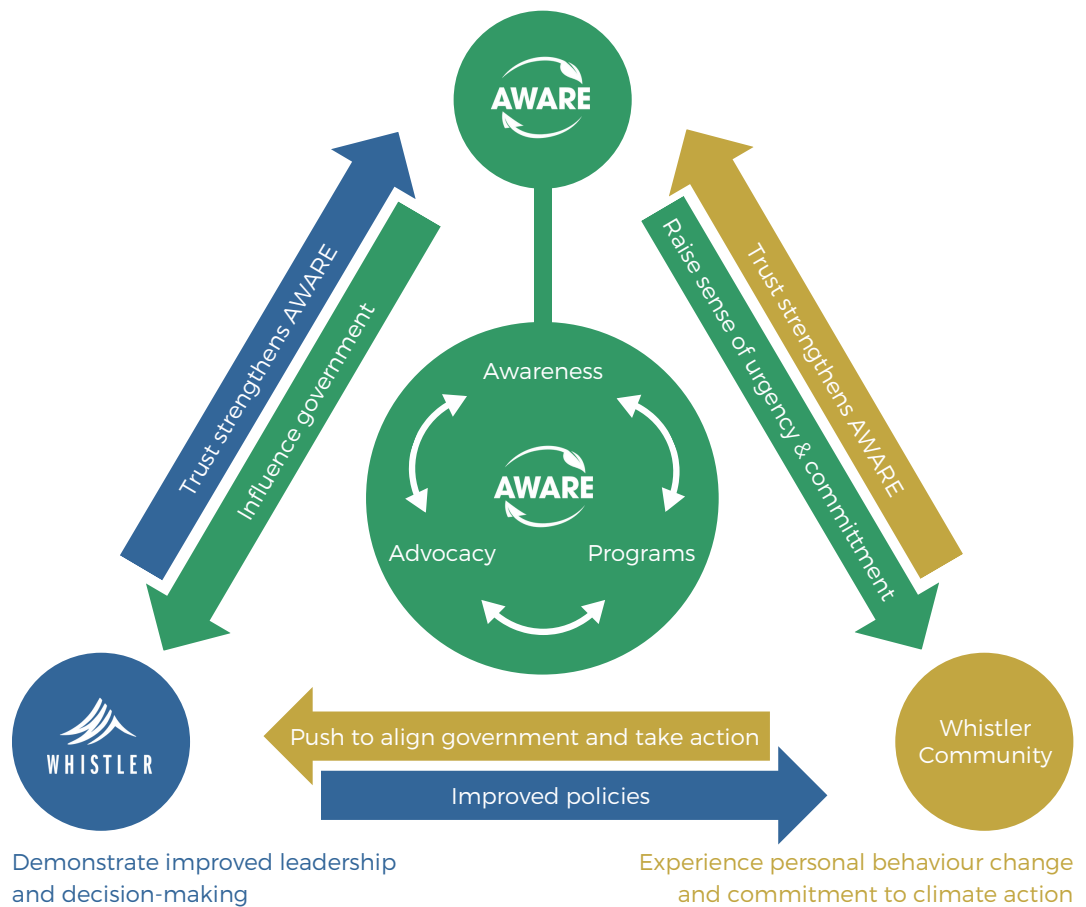 AWARE
Trust strengthens AWARE
Influence government
Raise sense of urgency & committment
Trust strengthens AWARE
Awareness
AWARE
Advocacy
Programs
WHISTLER
Push to align government and take action
Improved policies
Whistler
Community
Demonstrate improved leadership
and decision-making
Experience personal behaviour change
and commitment to climate action